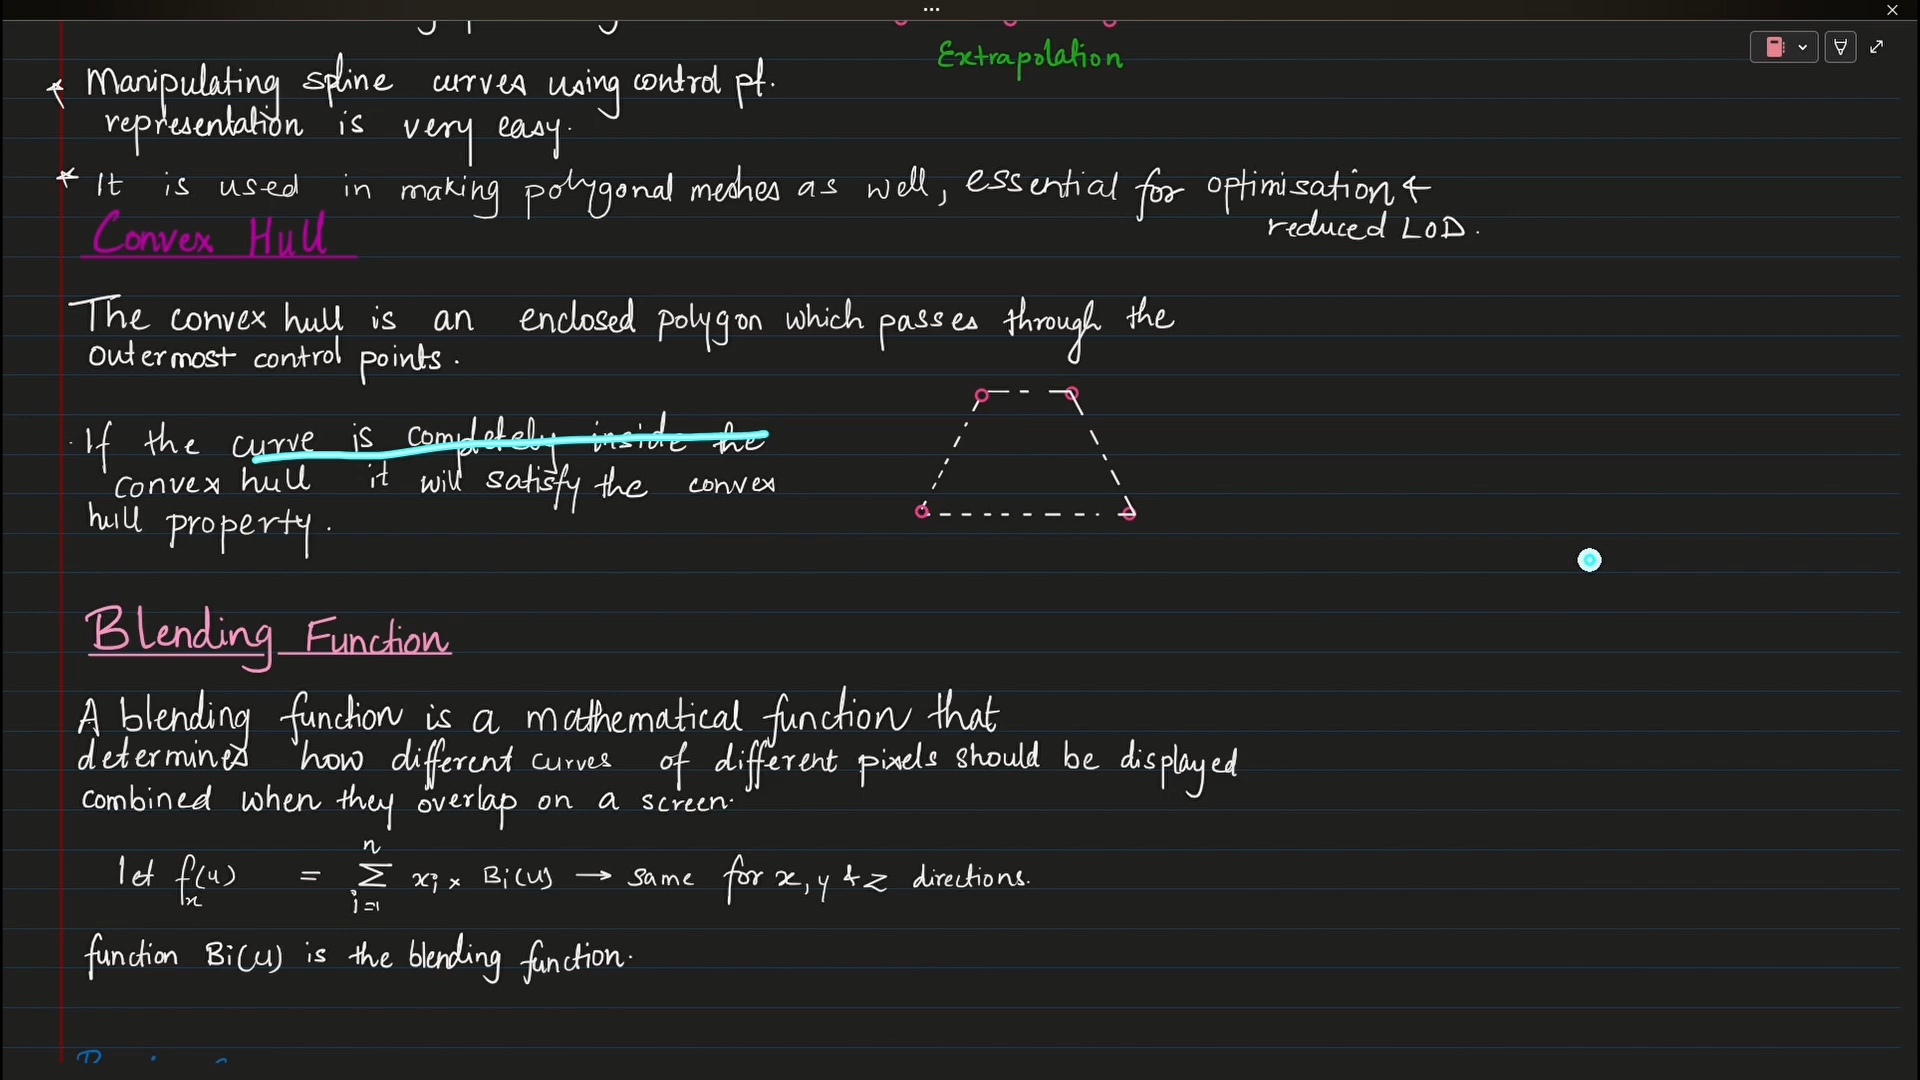 Extrapolation
* Manipulating spline curves using control pt.
representation is very easy.
* It is used in making polygonal meshes as well, essential for optimisation &
reduced LOD.
Convex Hull
The convex hull is an enclosed polygon which passes through the
outermost control points.
· If the curve is completely inside the
convex hull it will satisfy the convex
hull property.
Blending Function
A blending function is a mathematical function that
determines how different curves of different pixels should be displayed
combined when they overlap on a screen.
let fₓ(u) = Σ i=1 n xᵢ × Bi(u) → same for x, y & z directions.
function Bi(u) is the blending function.